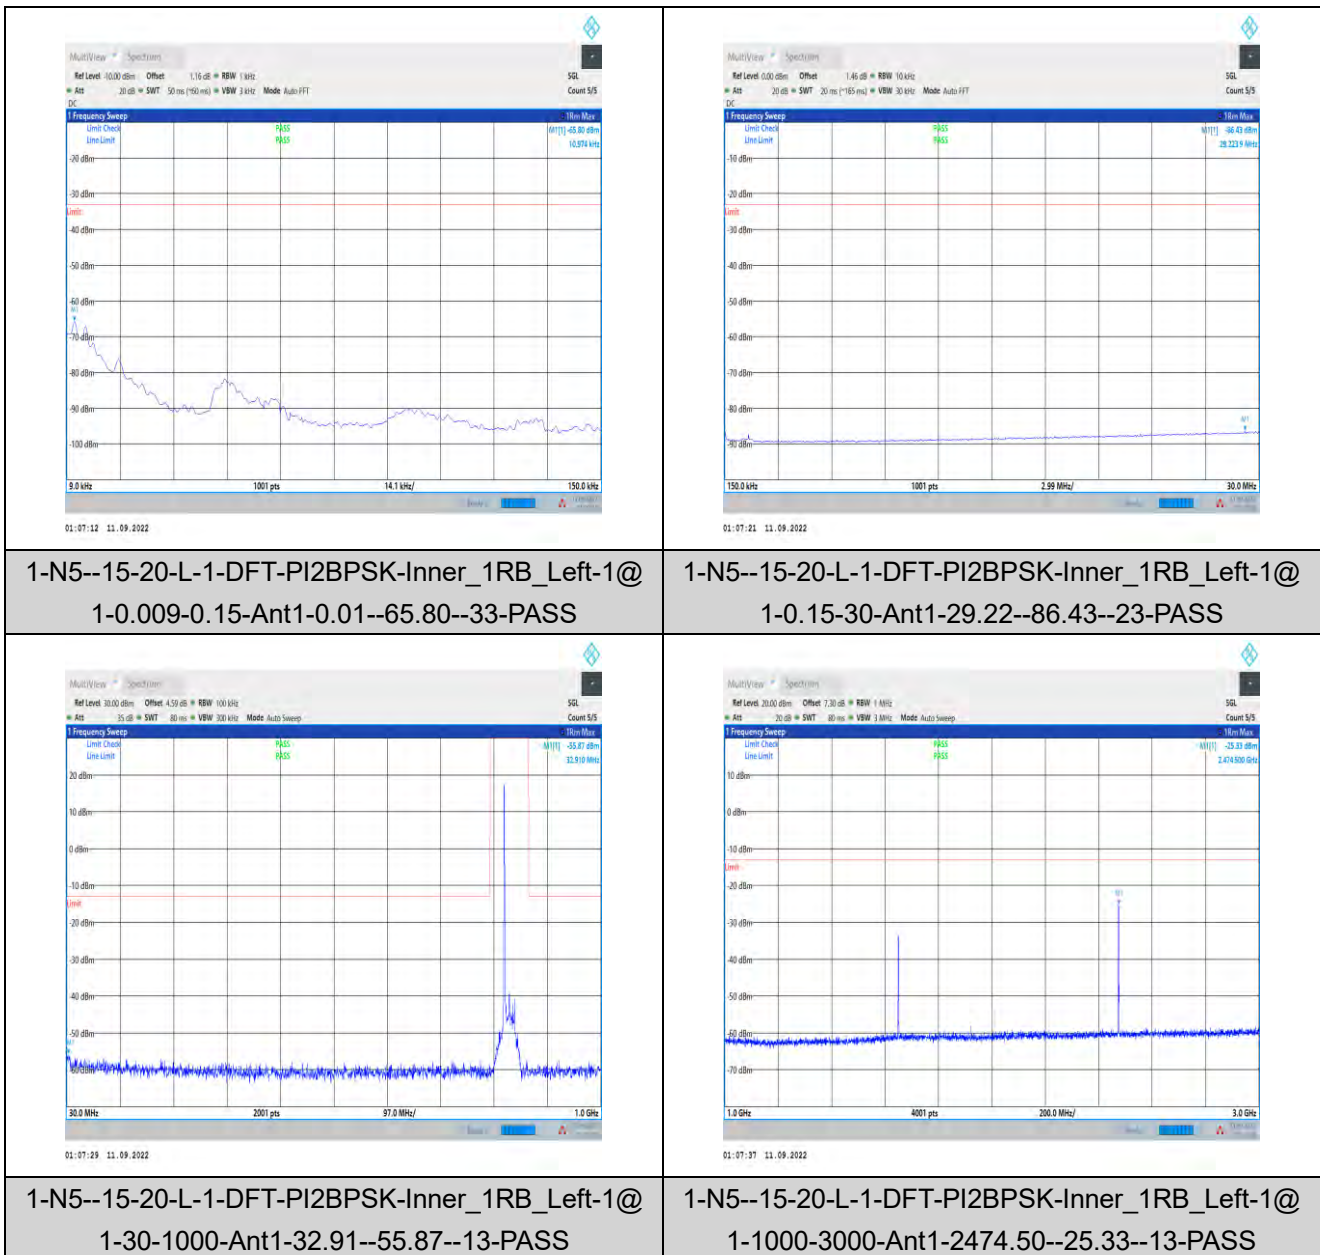 MultiView Spectrum
Ref Level -10.00 dBm Offset 1.16 dB RBW 1 kHz SGL
Att 20 dB SWT 50 ms (~60 ms) VBW 3 kHz Mode Auto FFT Count 5/5
DC
1 Frequency Sweep 1Rm Max
Limit Check PASS M1[1] -65.80 dBm
Line Limit PASS 10.974 kHz
-20 dBm
-30 dBm
Limit
-40 dBm
-50 dBm
-60 dBm
M1
-70 dBm
-80 dBm
-90 dBm
-100 dBm
9.0 kHz 1001 pts 14.1 kHz/ 150.0 kHz
01:07:12 11.09.2022
1-N5--15-20-L-1-DFT-PI2BPSK-Inner_1RB_Left-1@
1-0.009-0.15-Ant1-0.01--65.80--33-PASS
MultiView Spectrum
Ref Level 0.00 dBm Offset 1.46 dB RBW 10 kHz SGL
Att 20 dB SWT 20 ms (~165 ms) VBW 30 kHz Mode Auto FFT Count 5/5
DC
1 Frequency Sweep 1Rm Max
Limit Check PASS M1[1] -86.43 dBm
Line Limit PASS
-10 dBm
-20 dBm
Limit
-30 dBm
-40 dBm
-50 dBm
-60 dBm
-70 dBm
-80 dBm
M1
-90 dBm
150.0 kHz 1001 pts 2.99 MHz/ 30.0 MHz
01:07:21 11.09.2022
1-N5--15-20-L-1-DFT-PI2BPSK-Inner_1RB_Left-1@
1-0.15-30-Ant1-29.22--86.43--23-PASS
MultiView Spectrum
Ref Level 30.00 dBm Offset 4.59 dB RBW 100 kHz SGL
Att 35 dB SWT 80 ms VBW 300 kHz Mode Auto Sweep Count 5/5
1 Frequency Sweep 1Rm Max
Limit Check PASS M1[1] -55.87 dBm
Line Limit PASS 32.910 MHz
20 dBm
10 dBm
0 dBm
-10 dBm
Limit
-20 dBm
-30 dBm
-40 dBm
-50 dBm
M1
-60 dBm
30.0 MHz 2001 pts 97.0 MHz/ 1.0 GHz
01:07:29 11.09.2022
1-N5--15-20-L-1-DFT-PI2BPSK-Inner_1RB_Left-1@
1-30-1000-Ant1-32.91--55.87--13-PASS
MultiView Spectrum
Ref Level 20.00 dBm Offset 7.30 dB RBW 1 MHz SGL
Att 20 dB SWT 80 ms VBW 3 MHz Mode Auto Sweep Count 5/5
1 Frequency Sweep 1Rm Max
Limit Check PASS M1[1] -25.33 dBm
Line Limit PASS 2.474 500 GHz
10 dBm
0 dBm
-10 dBm
Limit
-20 dBm
M1
-30 dBm
-40 dBm
-50 dBm
-60 dBm
-70 dBm
1.0 GHz 4001 pts 200.0 MHz/ 3.0 GHz
01:07:37 11.09.2022
1-N5--15-20-L-1-DFT-PI2BPSK-Inner_1RB_Left-1@
1-1000-3000-Ant1-2474.50--25.33--13-PASS